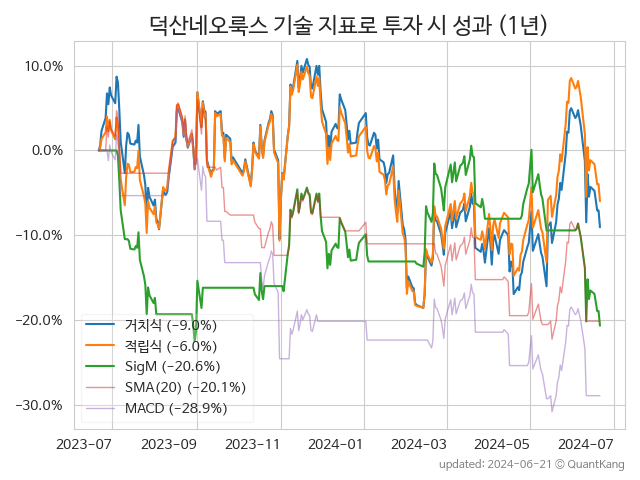 덕산네오룩스 기술 지표로 투자 시 성과 (1년)
10.0%
0.0%
−10.0%
−20.0%
−30.0%
거치식 (−9.0%)
적립식 (−6.0%)
SigM (−20.6%)
SMA(20) (−20.1%)
MACD (−28.9%)
2023-07 2023-09 2023-11 2024-01 2024-03 2024-05 2024-07
updated: 2024-06-21 @ QuantKang